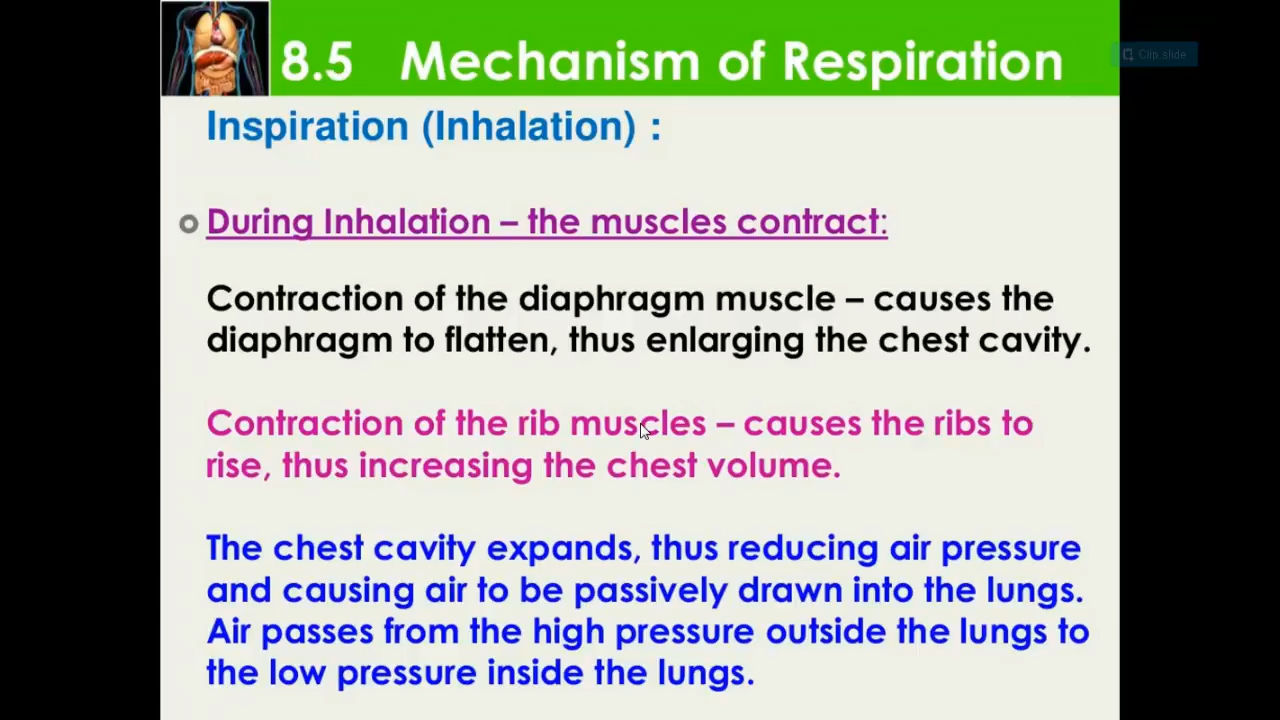 8.5 Mechanism of Respiration
Clip slide
Inspiration (Inhalation) :
During Inhalation – the muscles contract:
Contraction of the diaphragm muscle – causes the
diaphragm to flatten, thus enlarging the chest cavity.
Contraction of the rib muscles – causes the ribs to
rise, thus increasing the chest volume.
The chest cavity expands, thus reducing air pressure
and causing air to be passively drawn into the lungs.
Air passes from the high pressure outside the lungs to
the low pressure inside the lungs.